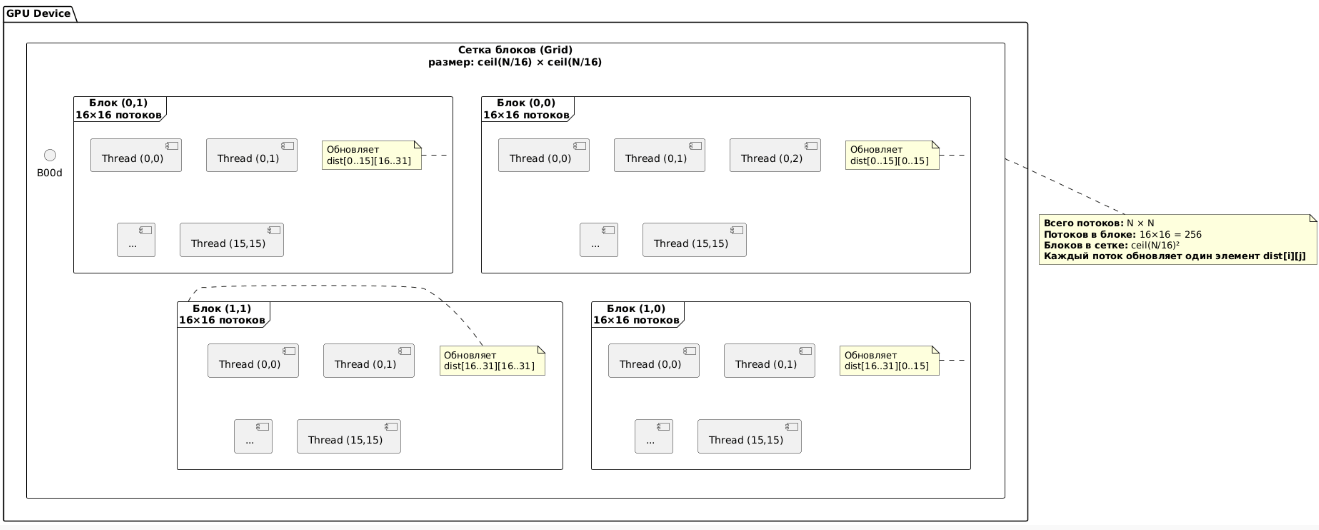 GPU Device
Сетка блоков (Grid)
размер: ceil(N/16) × ceil(N/16)
B00d
Блок (0,1)
16×16 потоков
Thread (0,0)
Thread (0,1)
Обновляет
dist[0..15][16..31]
...
Thread (15,15)
Блок (0,0)
16×16 потоков
Thread (0,0)
Thread (0,1)
Thread (0,2)
Обновляет
dist[0..15][0..15]
...
Thread (15,15)
Блок (1,1)
16×16 потоков
Thread (0,0)
Thread (0,1)
Обновляет
dist[16..31][16..31]
...
Thread (15,15)
Блок (1,0)
16×16 потоков
Thread (0,0)
Thread (0,1)
Обновляет
dist[16..31][0..15]
...
Thread (15,15)
Всего потоков: N × N
Потоков в блоке: 16×16 = 256
Блоков в сетке: ceil(N/16)²
Каждый поток обновляет один элемент dist[i][j]